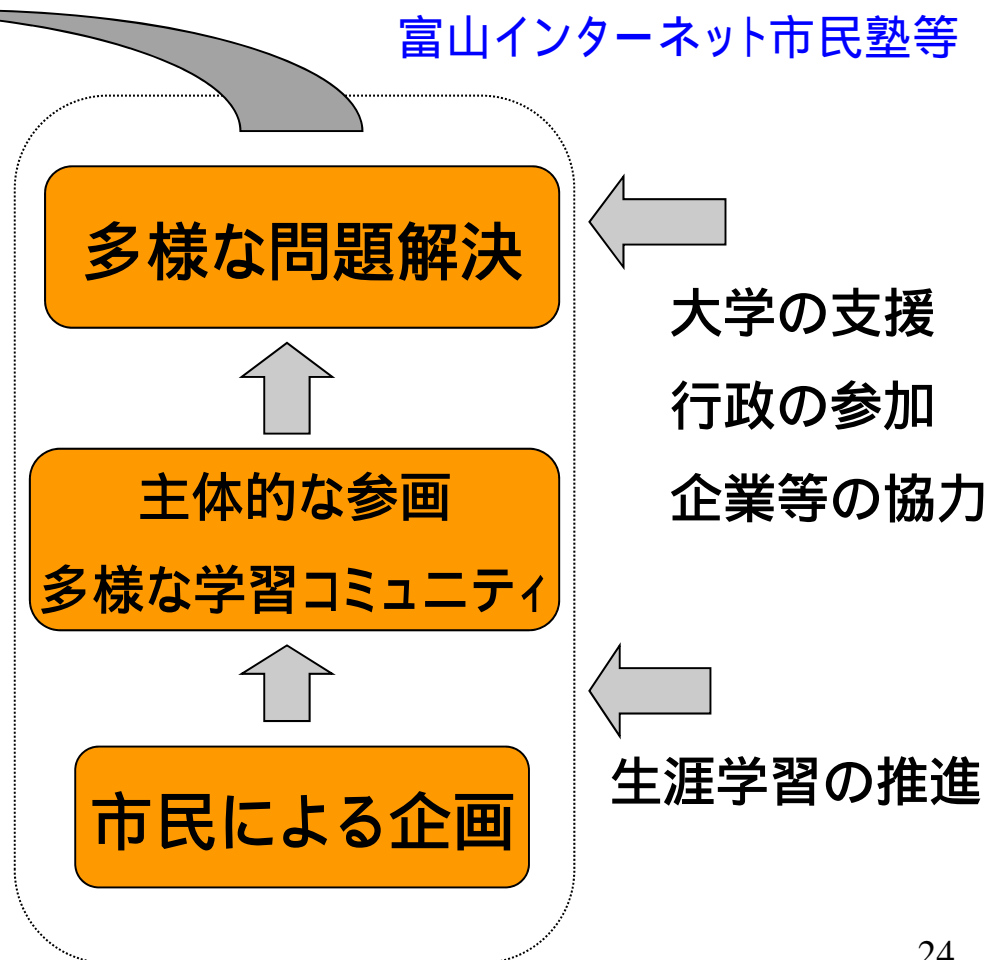 富山インターネット市民塾等
多様な問題解決
大学の支援
行政の参加
企業等の協力
主体的な参画
多様な学習コミュニティ
生涯学習の推進
市民による企画
24